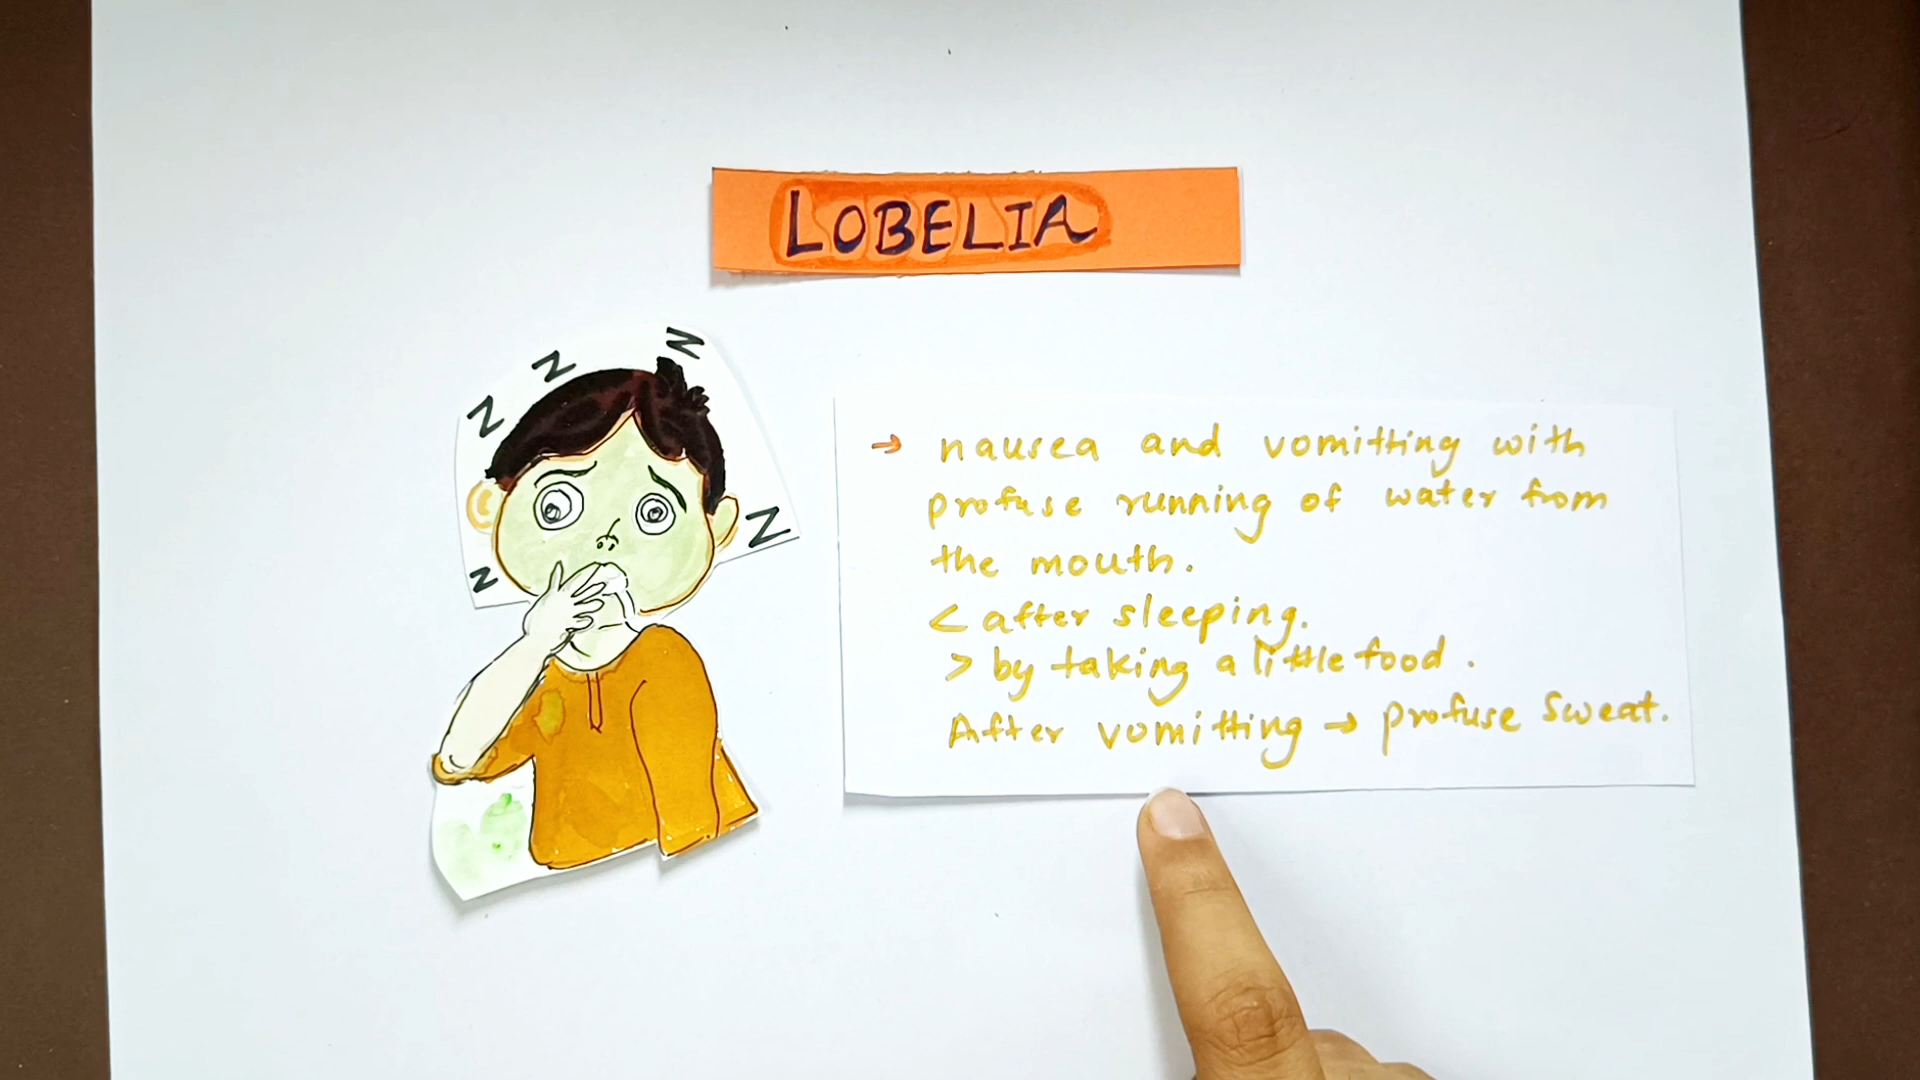 LOBELIA
z
z
z
z
z
→ nausea and vomitting with
profuse running of water from
the mouth.
< after sleeping.
> by taking a little food.
After vomitting → profuse sweat.